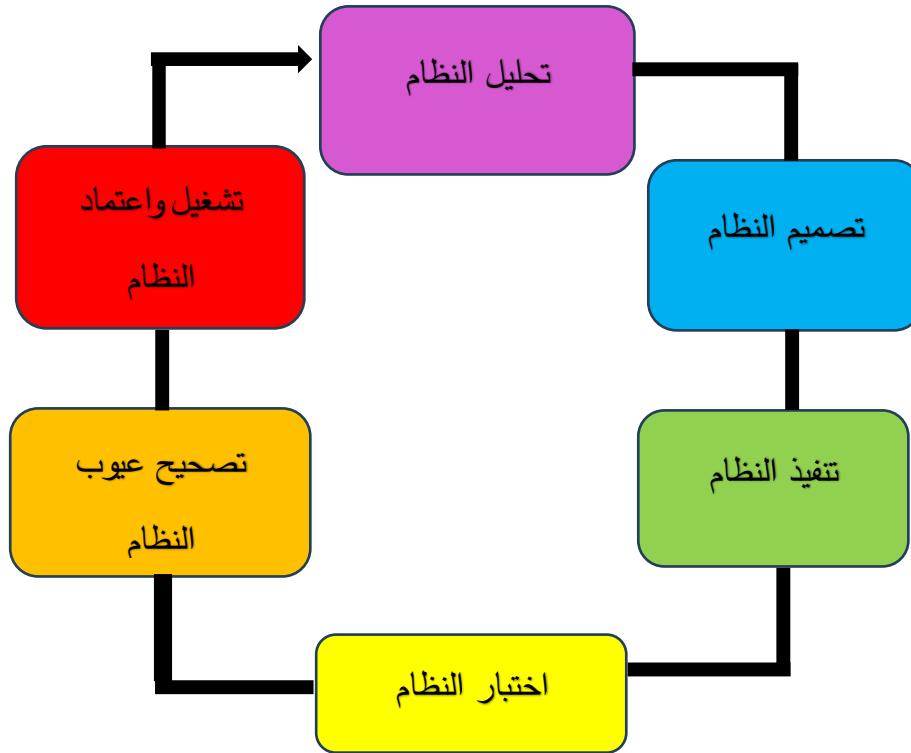 تحليل النظام
تصميم النظام
تنفيذ النظام
اختبار النظام
تصحيح عيوب
النظام
تشغيل واعتماد
النظام